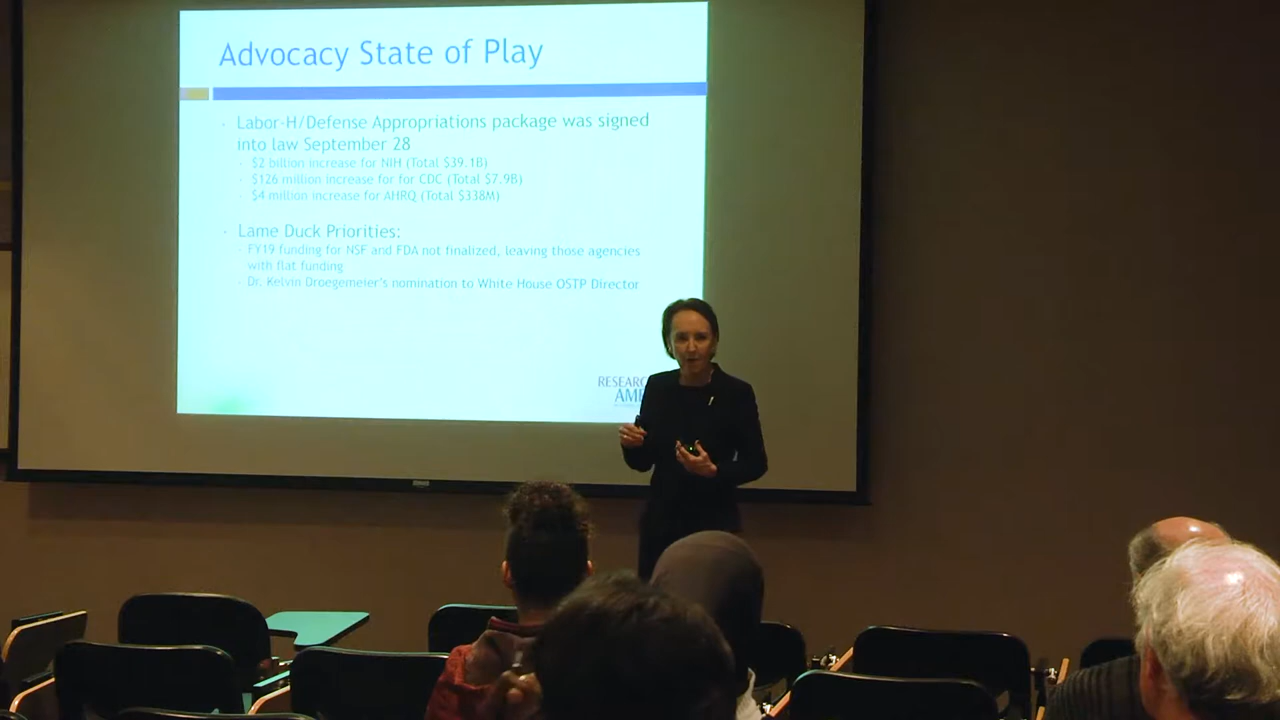 Advocacy State of Play
Labor-H/Defense Appropriations package was signed
into law September 28
$2 billion increase for NIH (Total $39.1B)
$126 million increase for for CDC (Total $7.9B)
$4 million increase for AHRQ (Total $338M)
Lame Duck Priorities:
FY19 funding for NSF and FDA not finalized, leaving those agencies
with flat funding
Dr. Kelvin Droegemeier's nomination to White House OSTP Director